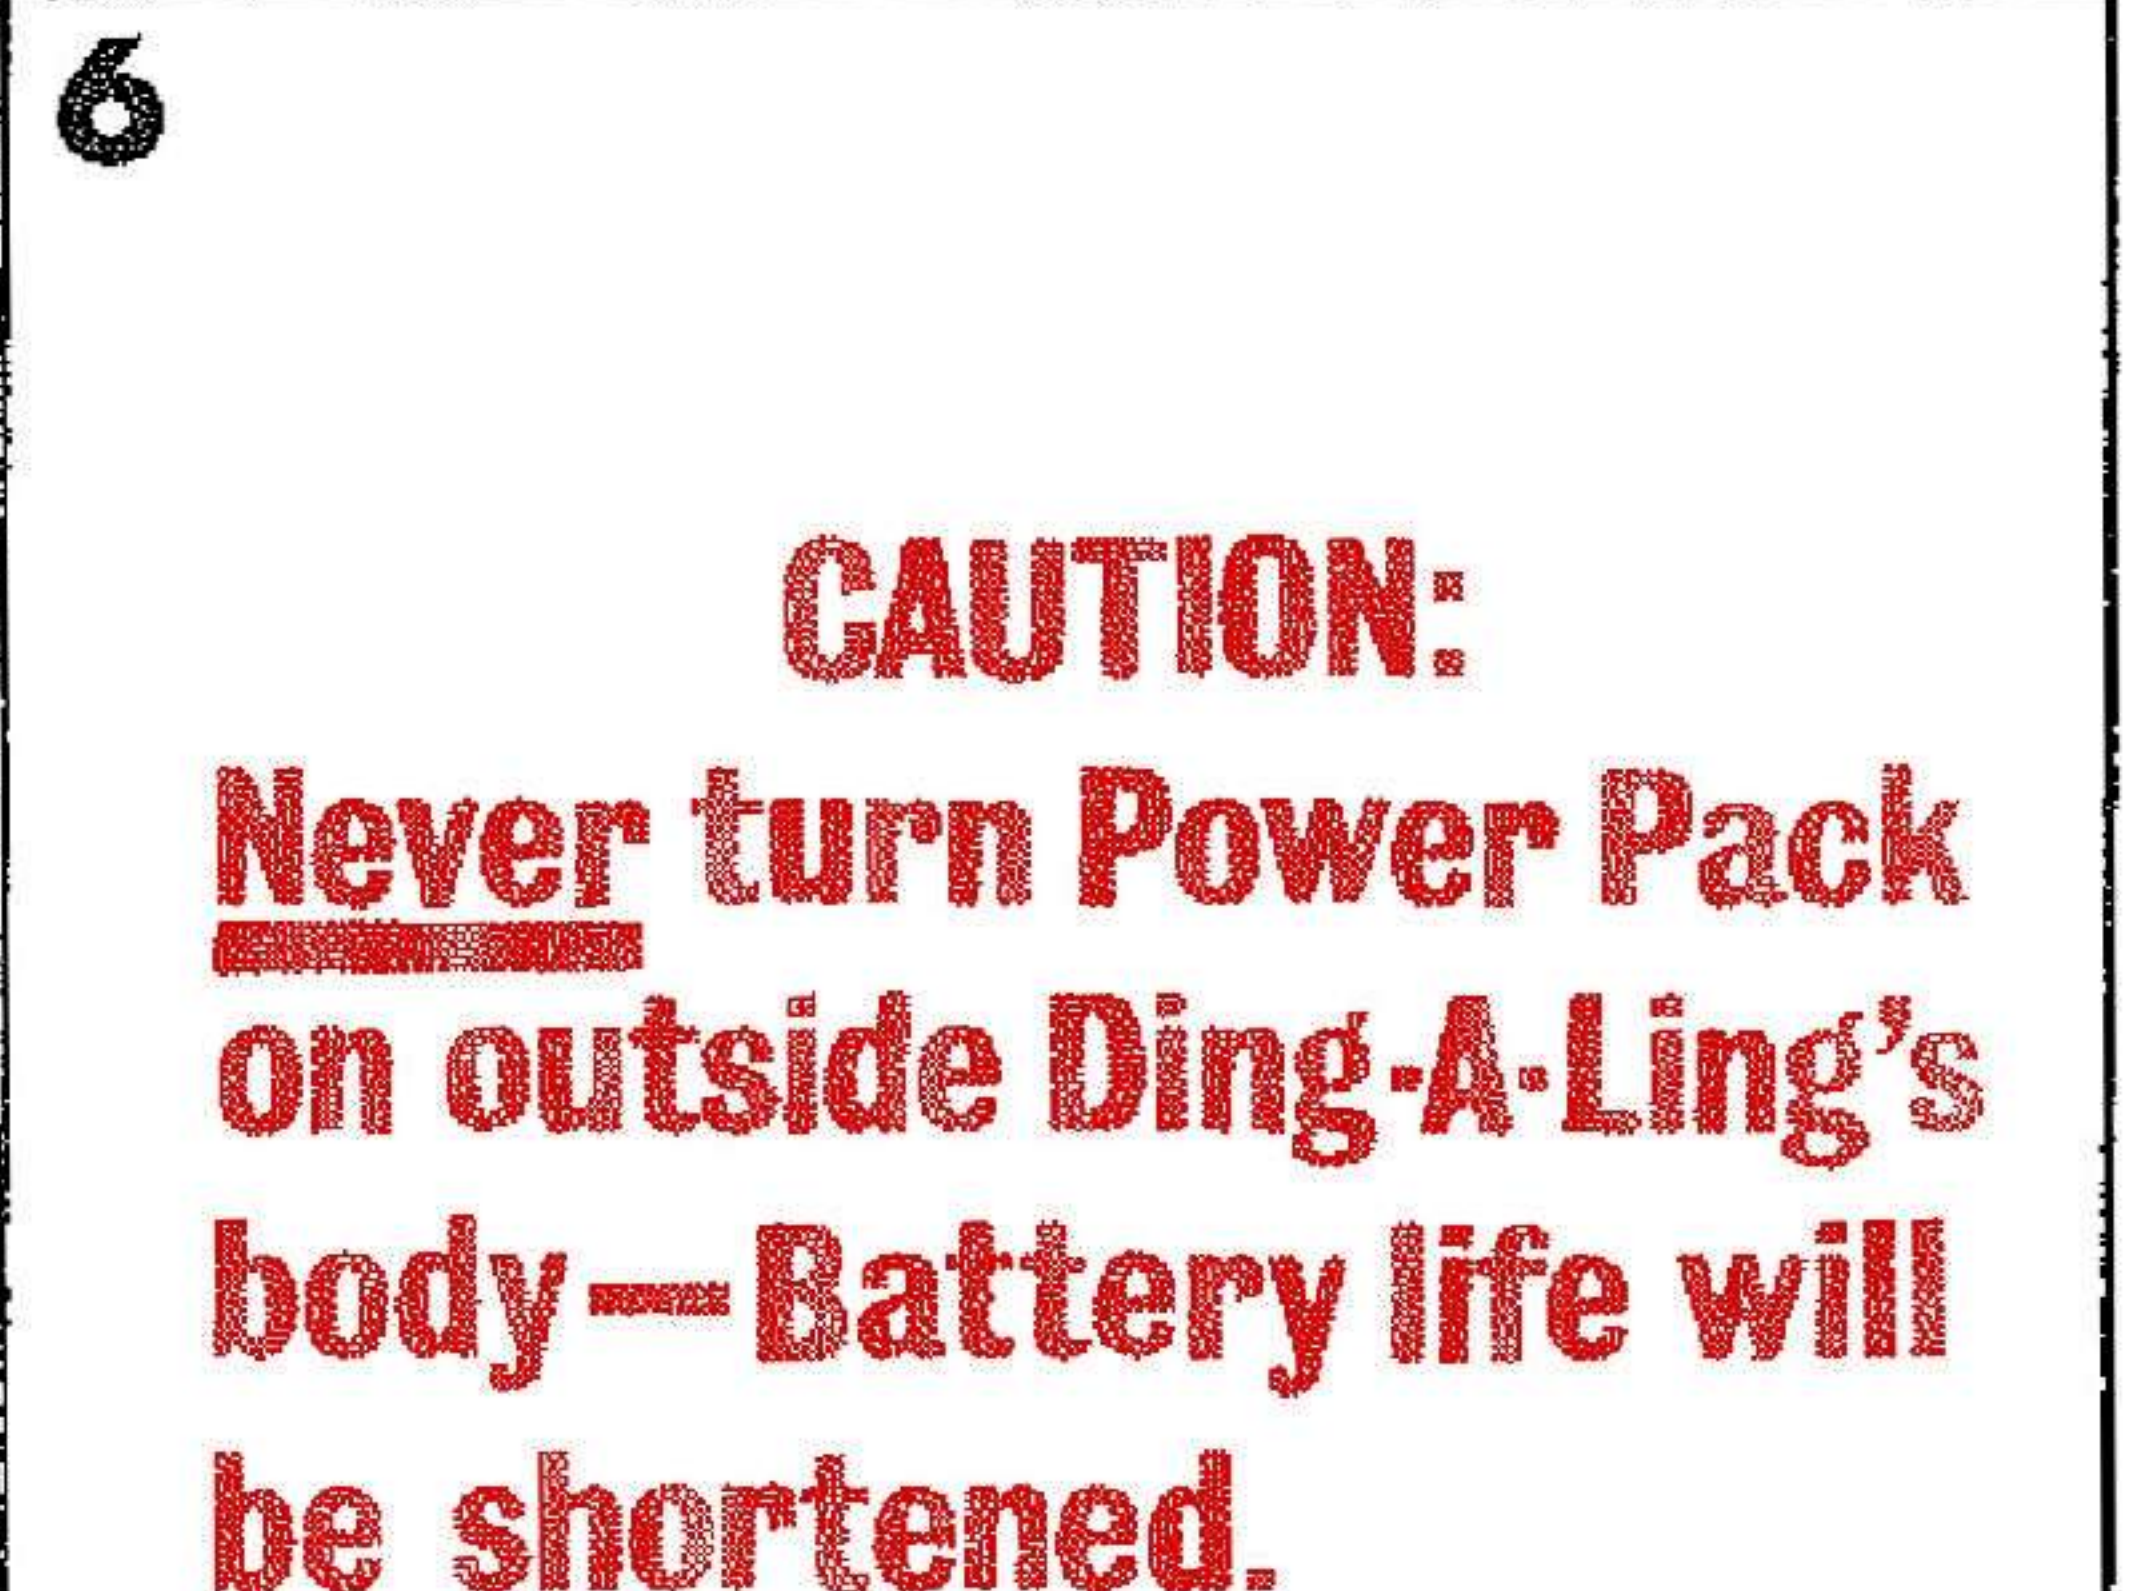 6
CAUTION:
Never turn Power Pack
on outside Ding-A-Ling's
body—Battery life will
be shortened.